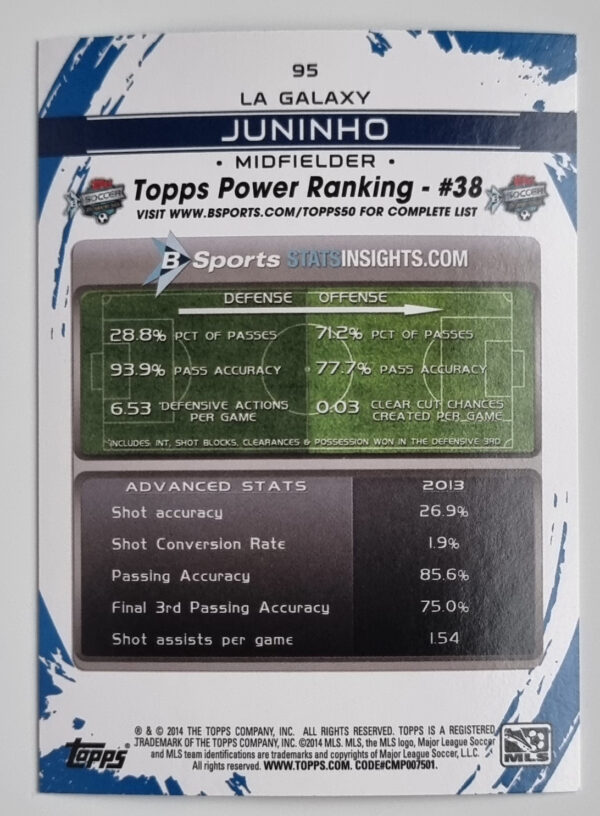 95
LA GALAXY
JUNINHO
• MIDFIELDER •
Topps Power Ranking - #38
VISIT WWW.BSPORTS.COM/TOPPS50 FOR COMPLETE LIST
SOCCER SOCCER
B Sports STATSINSIGHTS.COM
DEFENSE OFFENSE
28.8% PCT OF PASSES 71.2% PCT OF PASSES
93.9% PASS ACCURACY 77.7% PASS ACCURACY
6.53 *DEFENSIVE ACTIONS PER GAME 0.03 CLEAR CUT CHANCES CREATED PER GAME
*INCLUDES: INT, SHOT BLOCKS, CLEARANCES & POSSESSION WON IN THE DEFENSIVE 3RD
ADVANCED STATS 2013
Shot accuracy 26.9%
Shot Conversion Rate 1.9%
Passing Accuracy 85.6%
Final 3rd Passing Accuracy 75.0%
Shot assists per game 1.54
® & © 2014 THE TOPPS COMPANY, INC. ALL RIGHTS RESERVED. TOPPS IS A REGISTERED
TRADEMARK OF THE TOPPS COMPANY, INC. ©2014 MLS. MLS, the MLS logo, Major League Soccer
and MLS team identifications are trademarks and copyrights of Major League Soccer, L.L.C.
All rights reserved. WWW.TOPPS.COM. CODE#CMP007501.
topps
MLS